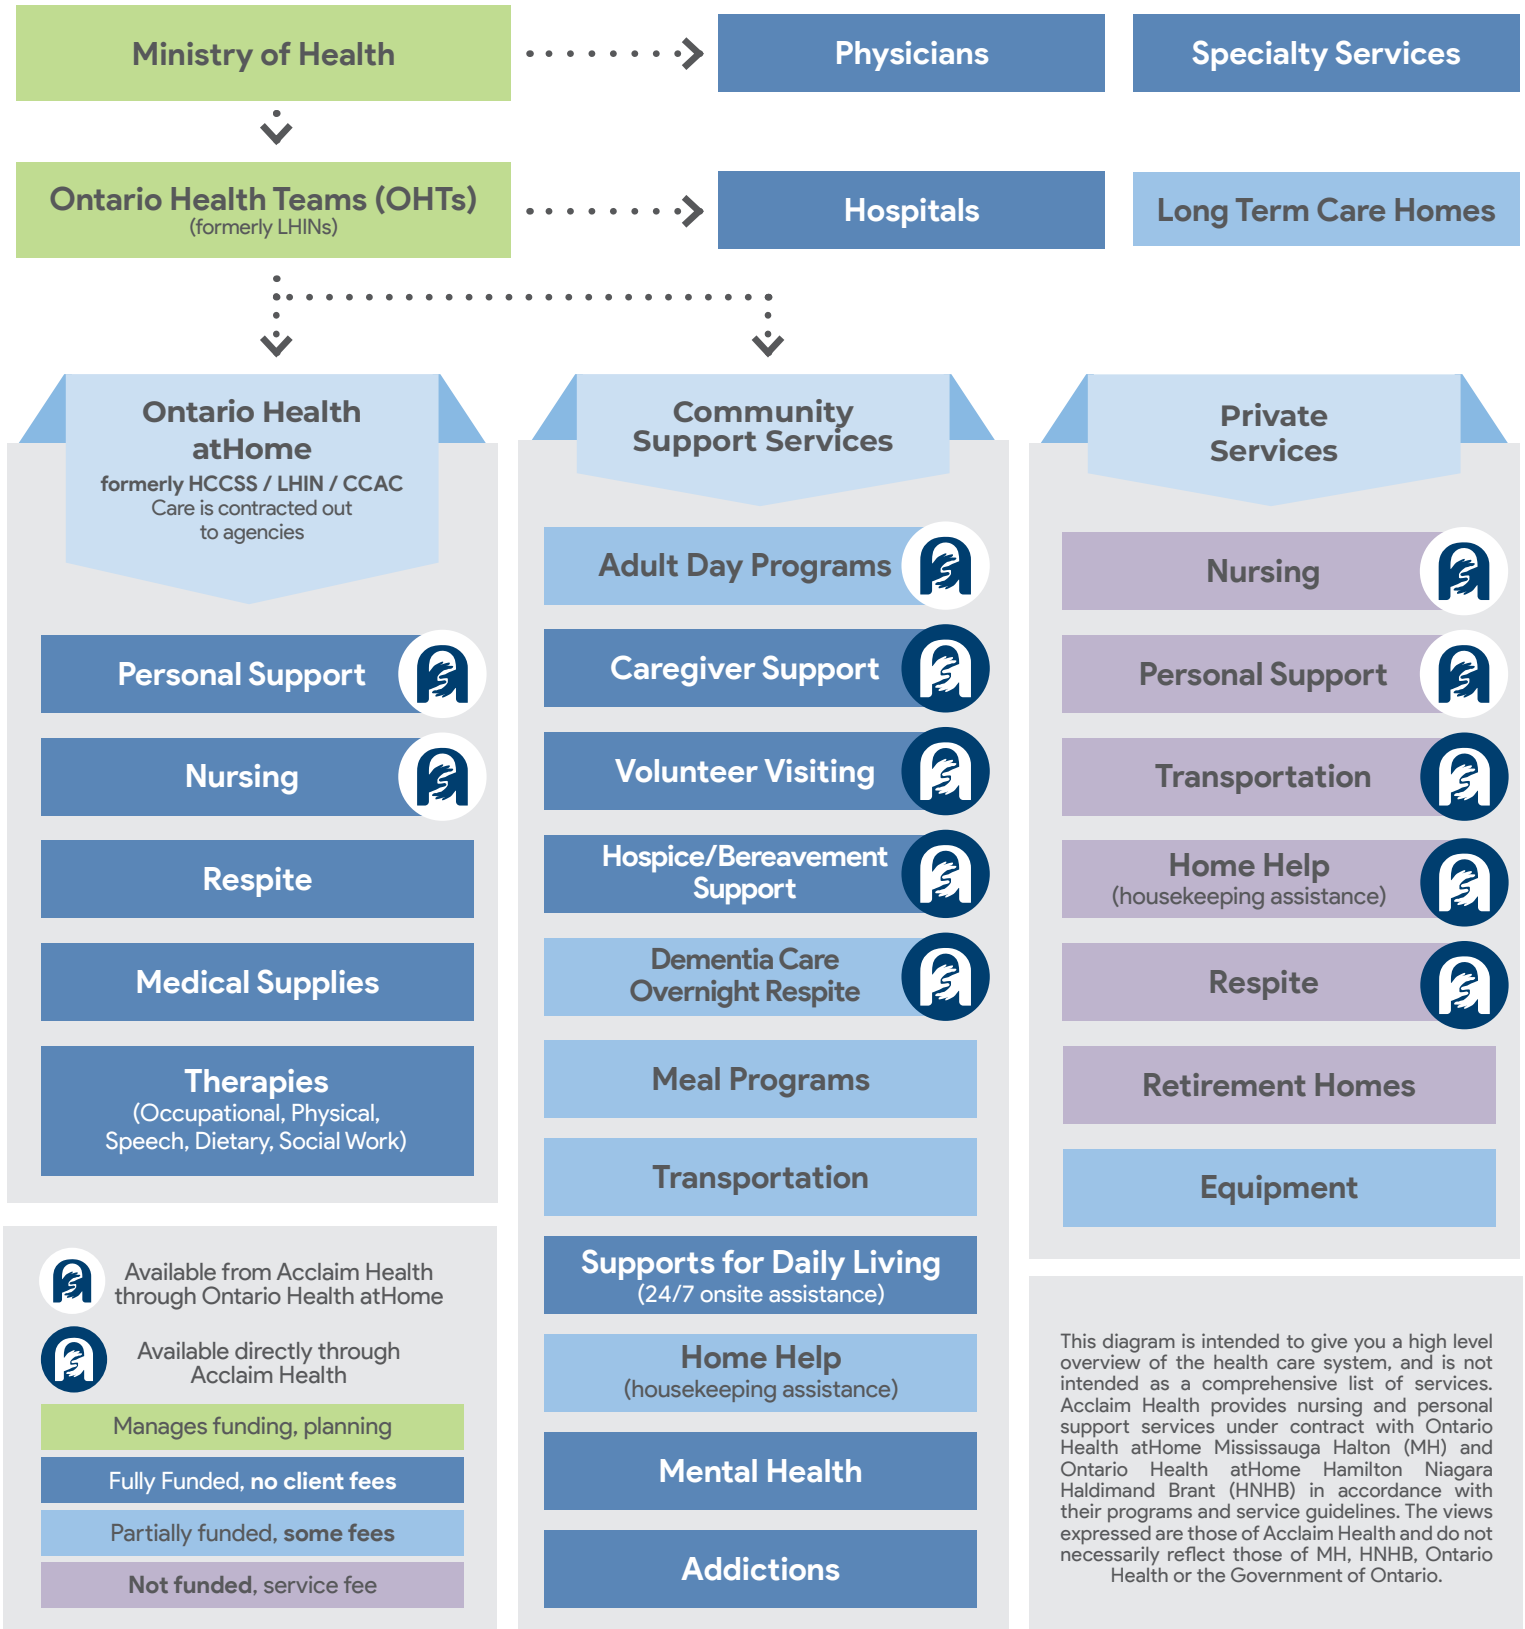 Ministry of Health
Physicians
Specialty Services
Ontario Health Teams (OHTs)
(formerly LHINs)
Hospitals
Long Term Care Homes
Ontario Health
atHome
formerly HCCSS / LHIN / CCAC
Care is contracted out
to agencies
Personal Support
Nursing
Respite
Medical Supplies
Therapies
(Occupational, Physical,
Speech, Dietary, Social Work)
Community
Support Services
Adult Day Programs
Caregiver Support
Volunteer Visiting
Hospice/Bereavement
Support
Dementia Care
Overnight Respite
Meal Programs
Transportation
Supports for Daily Living
(24/7 onsite assistance)
Home Help
(housekeeping assistance)
Mental Health
Addictions
Private
Services
Nursing
Personal Support
Transportation
Home Help
(housekeeping assistance)
Respite
Retirement Homes
Equipment
Available from Acclaim Health
through Ontario Health atHome
Available directly through
Acclaim Health
Manages funding, planning
Fully Funded, no client fees
Partially funded, some fees
Not funded, service fee
This diagram is intended to give you a high level
overview of the health care system, and is not
intended as a comprehensive list of services.
Acclaim Health provides nursing and personal
support services under contract with Ontario
Health atHome Mississauga Halton (MH) and
Ontario Health atHome Hamilton Niagara
Haldimand Brant (HNHB) in accordance with
their programs and service guidelines. The views
expressed are those of Acclaim Health and do not
necessarily reflect those of MH, HNHB, Ontario
Health or the Government of Ontario.